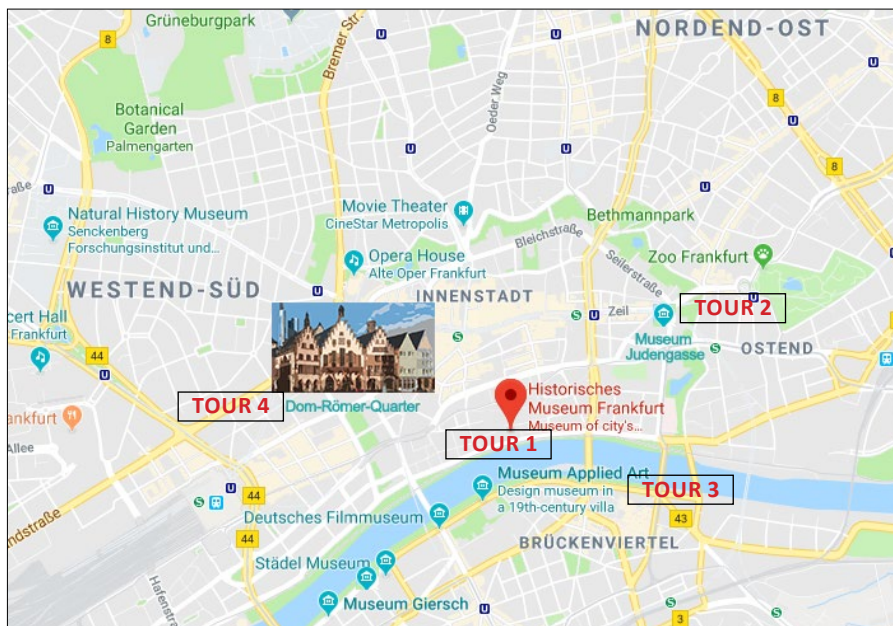 Grüneburgpark
Bremer Str.
NORDEND-OST
8
U
U
Oeder Weg
Botanical
Garden
Palmengarten
8
U
U
U
8
raße
U
U
Natural History Museum
Senckenberg
Forschungsinstitut und...
Movie Theater
CineStar Metropolis
Bethmannpark
Bleichstraße
Seilerstraße
Zoo Frankfurt
Opera House
Alte Oper Frankfurt
WESTEND-SÜD
U
INNENSTADT
Zeil
U
TOUR 2
cert Hall
Frankfurt
S
S
U
Museum
Judengasse
S
OSTEND
44
U
Historisches
Museum Frankfurt
Museum of city's...
TOUR 4
Dom-Römer-Quarter
ankfurt
Allee
TOUR 1
Museum Applied Art
Design museum in
a 19th-century villa
TOUR 3
U
S
44
Deutsches Filmmuseum
43
ndstraße
44
BRÜCKENVIERTEL
Städel Museum
Hafenstraße
Museum Giersch
U
S
S
3